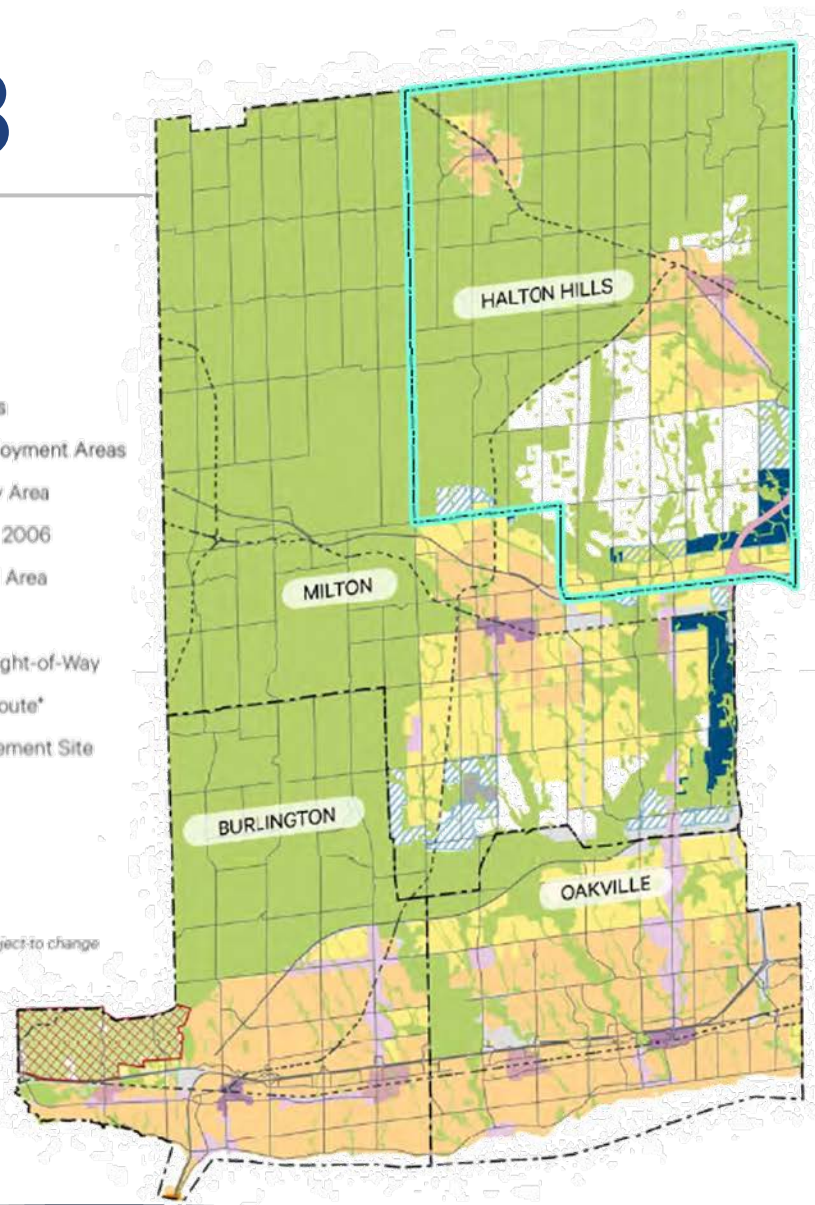 HALTON HILLS
oyment Areas
Area
2006
Area
MILTON
ght-of-Way
oute*
ement Site
BURLINGTON
OAKVILLE
ject to change